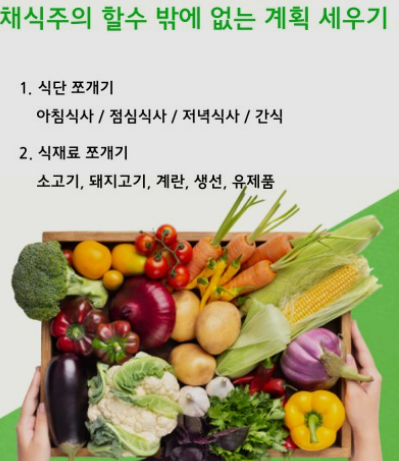 채식주의 할수 밖에 없는 계획 세우기
1. 식단 쪼개기
아침식사 / 점심식사 / 저녁식사 / 간식
2. 식재료 쪼개기
소고기, 돼지고기, 계란, 생선, 유제품